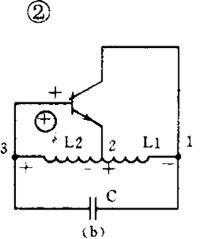 ②
+
⊕
3 L2 2 L1 1
+ - + -
C
(b)